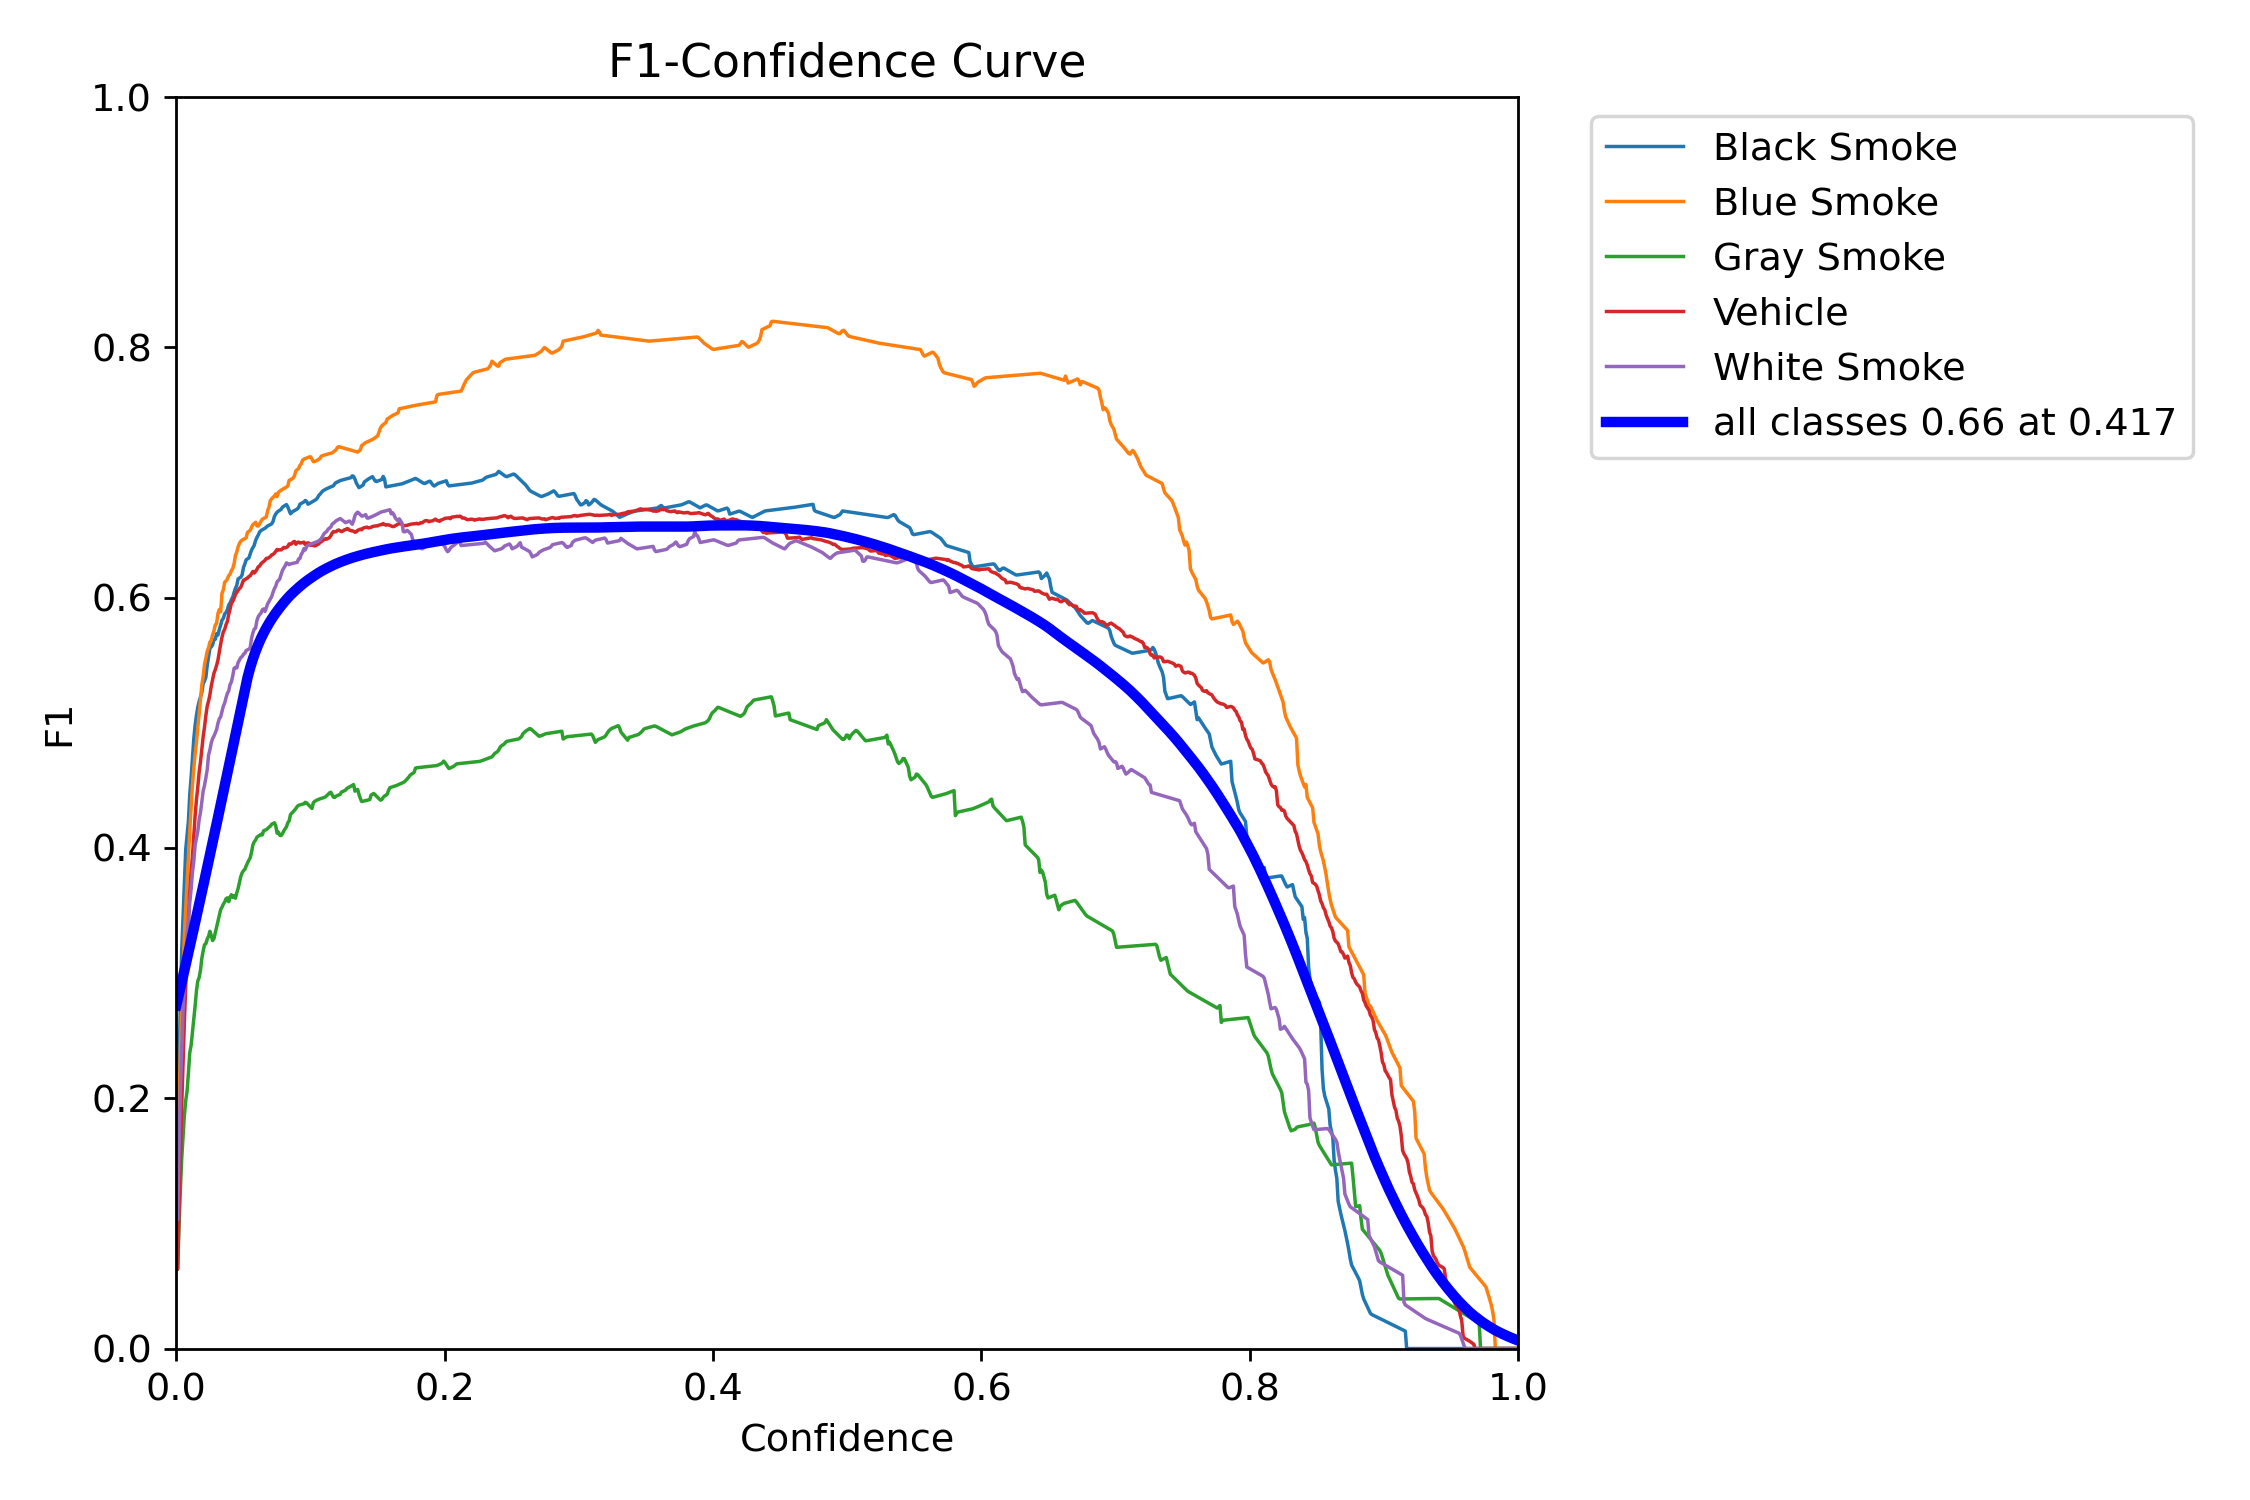 F1-Confidence Curve
1.0
0.8
0.6
0.4
0.2
0.0
F1
0.0 0.2 0.4 0.6 0.8 1.0
Confidence
Black Smoke
Blue Smoke
Gray Smoke
Vehicle
White Smoke
all classes 0.66 at 0.417